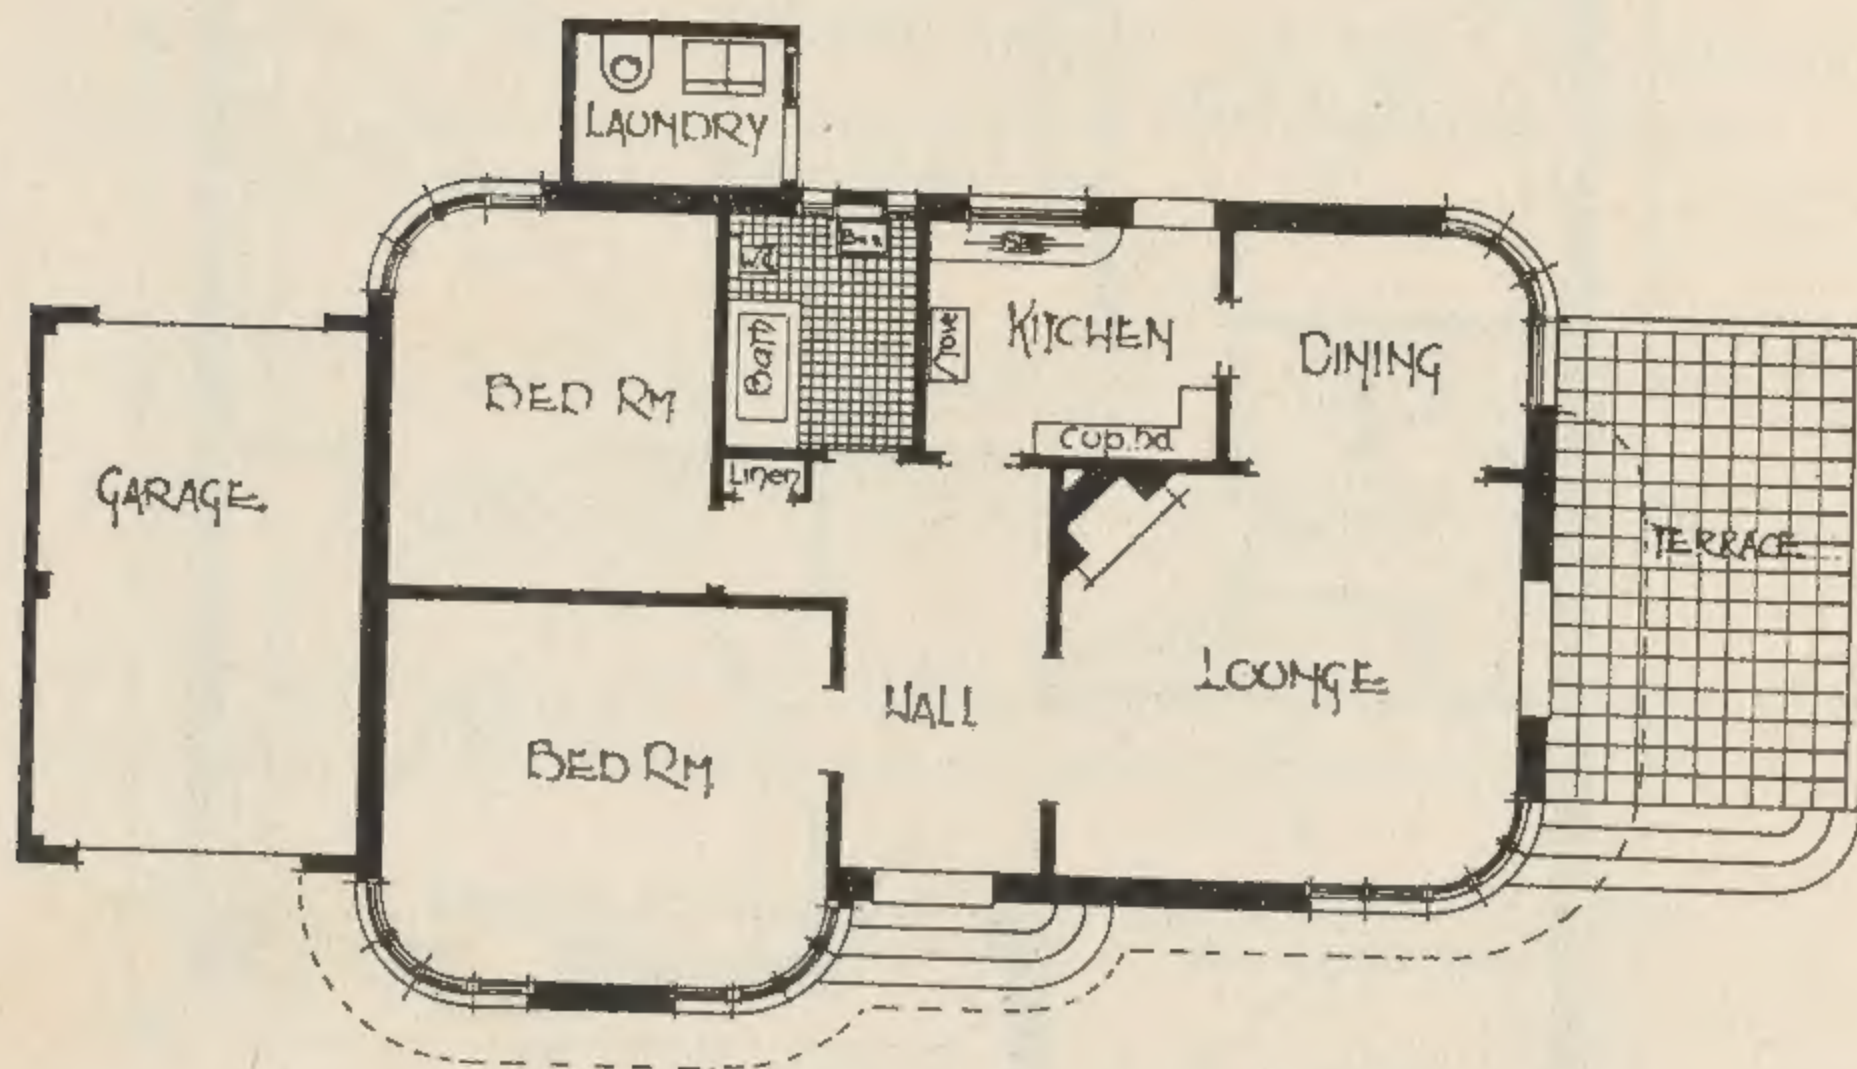 LAUNDRY
Bas
WC
Bath
Stove
KITCHEN
DINING
BED RM
Cup.bd
Linen
GARAGE
TERRACE
LOUNGE
HALL
BED RM